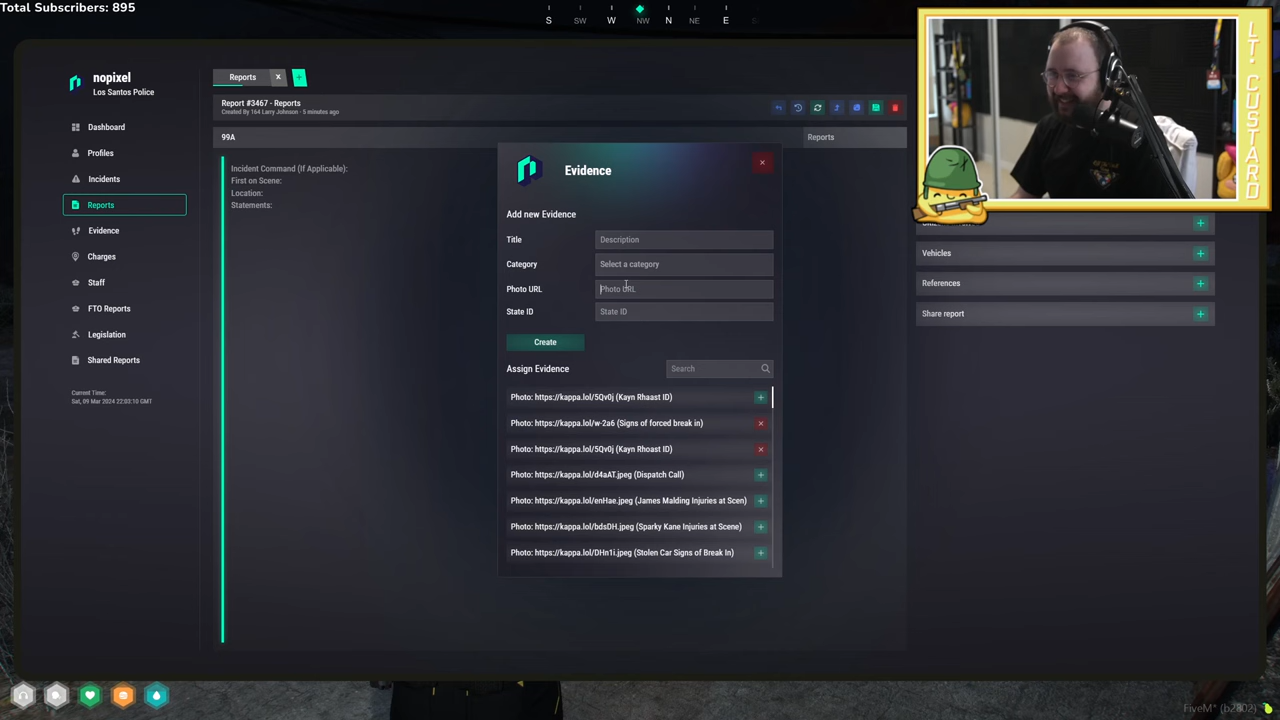 Total Subscribers: 895
S SW W NW N NE E
LT. CUSTARD
nopixel
Los Santos Police
Dashboard
Profiles
Incidents
Reports
Evidence
Charges
Staff
FTO Reports
Legislation
Shared Reports
Current Time:
Sat, 09 Mar 2024 22:03:10 GMT
Reports X +
Report #3467 - Reports
Created By 164 Larry Johnson · 5 minutes ago
99A
Reports
Incident Command (If Applicable):
First on Scene:
Location:
Statements:
Evidence
Add new Evidence
Title Description
Category Select a category
Photo URL Photo URL
State ID State ID
Create
Assign Evidence Search
Photo: https://kappa.lol/5Qv0j (Kayn Rhaast ID)
Photo: https://kappa.lol/w-2a6 (Signs of forced break in)
Photo: https://kappa.lol/5Qv0j (Kayn Rhoast ID)
Photo: https://kappa.lol/d4aAT.jpeg (Dispatch Call)
Photo: https://kappa.lol/enHae.jpeg (James Malding Injuries at Scen)
Photo: https://kappa.lol/bdsDH.jpeg (Sparky Kane Injuries at Scene)
Photo: https://kappa.lol/DHn1i.jpeg (Stolen Car Signs of Break In)
Vehicles
References
Share report
FiveM* (b2802)